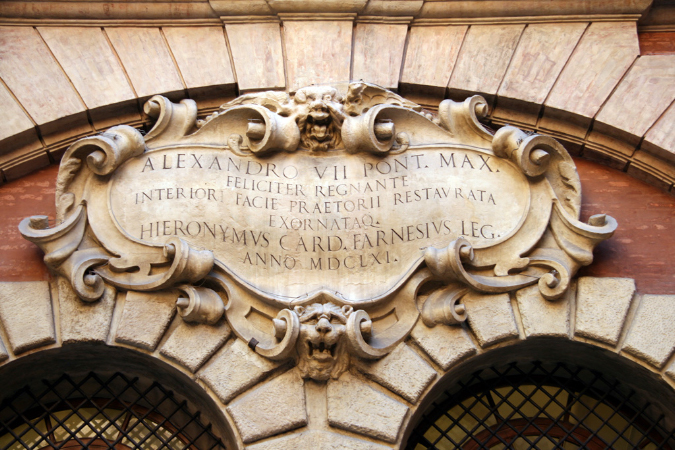 ALEXANDRO VII PONT. MAX.
FELICITER REGNANTE
INTERIORI FACIE PRAETORII RESTAVRATA
EXORNATAQ.
HIERONYMVS CARD. FARNESIVS LEG.
ANNO MDCLXI.